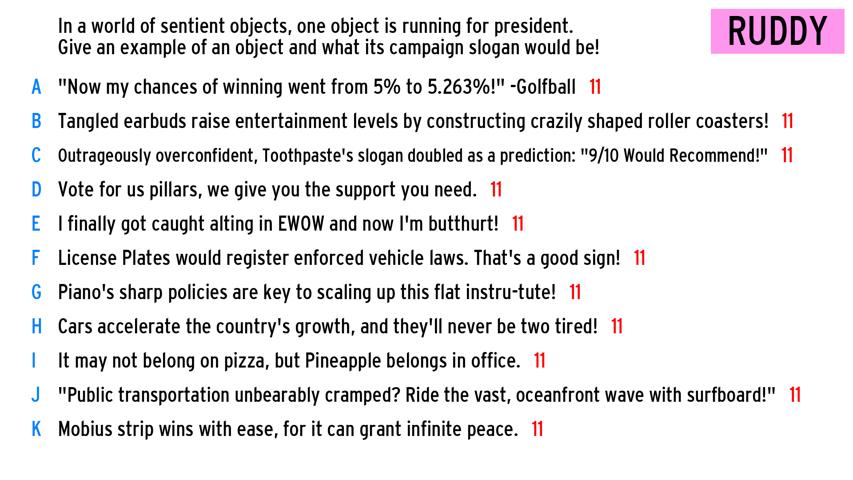 In a world of sentient objects, one object is running for president.
Give an example of an object and what its campaign slogan would be!
RUDDY
A "Now my chances of winning went from 5% to 5.263%!" -Golfball 11
B Tangled earbuds raise entertainment levels by constructing crazily shaped roller coasters! 11
C Outrageously overconfident, Toothpaste's slogan doubled as a prediction: "9/10 Would Recommend!" 11
D Vote for us pillars, we give you the support you need. 11
E I finally got caught alting in EWOW and now I'm butthurt! 11
F License Plates would register enforced vehicle laws. That's a good sign! 11
G Piano's sharp policies are key to scaling up this flat instru-tute! 11
H Cars accelerate the country's growth, and they'll never be two tired! 11
I It may not belong on pizza, but Pineapple belongs in office. 11
J "Public transportation unbearably cramped? Ride the vast, oceanfront wave with surfboard!" 11
K Mobius strip wins with ease, for it can grant infinite peace. 11